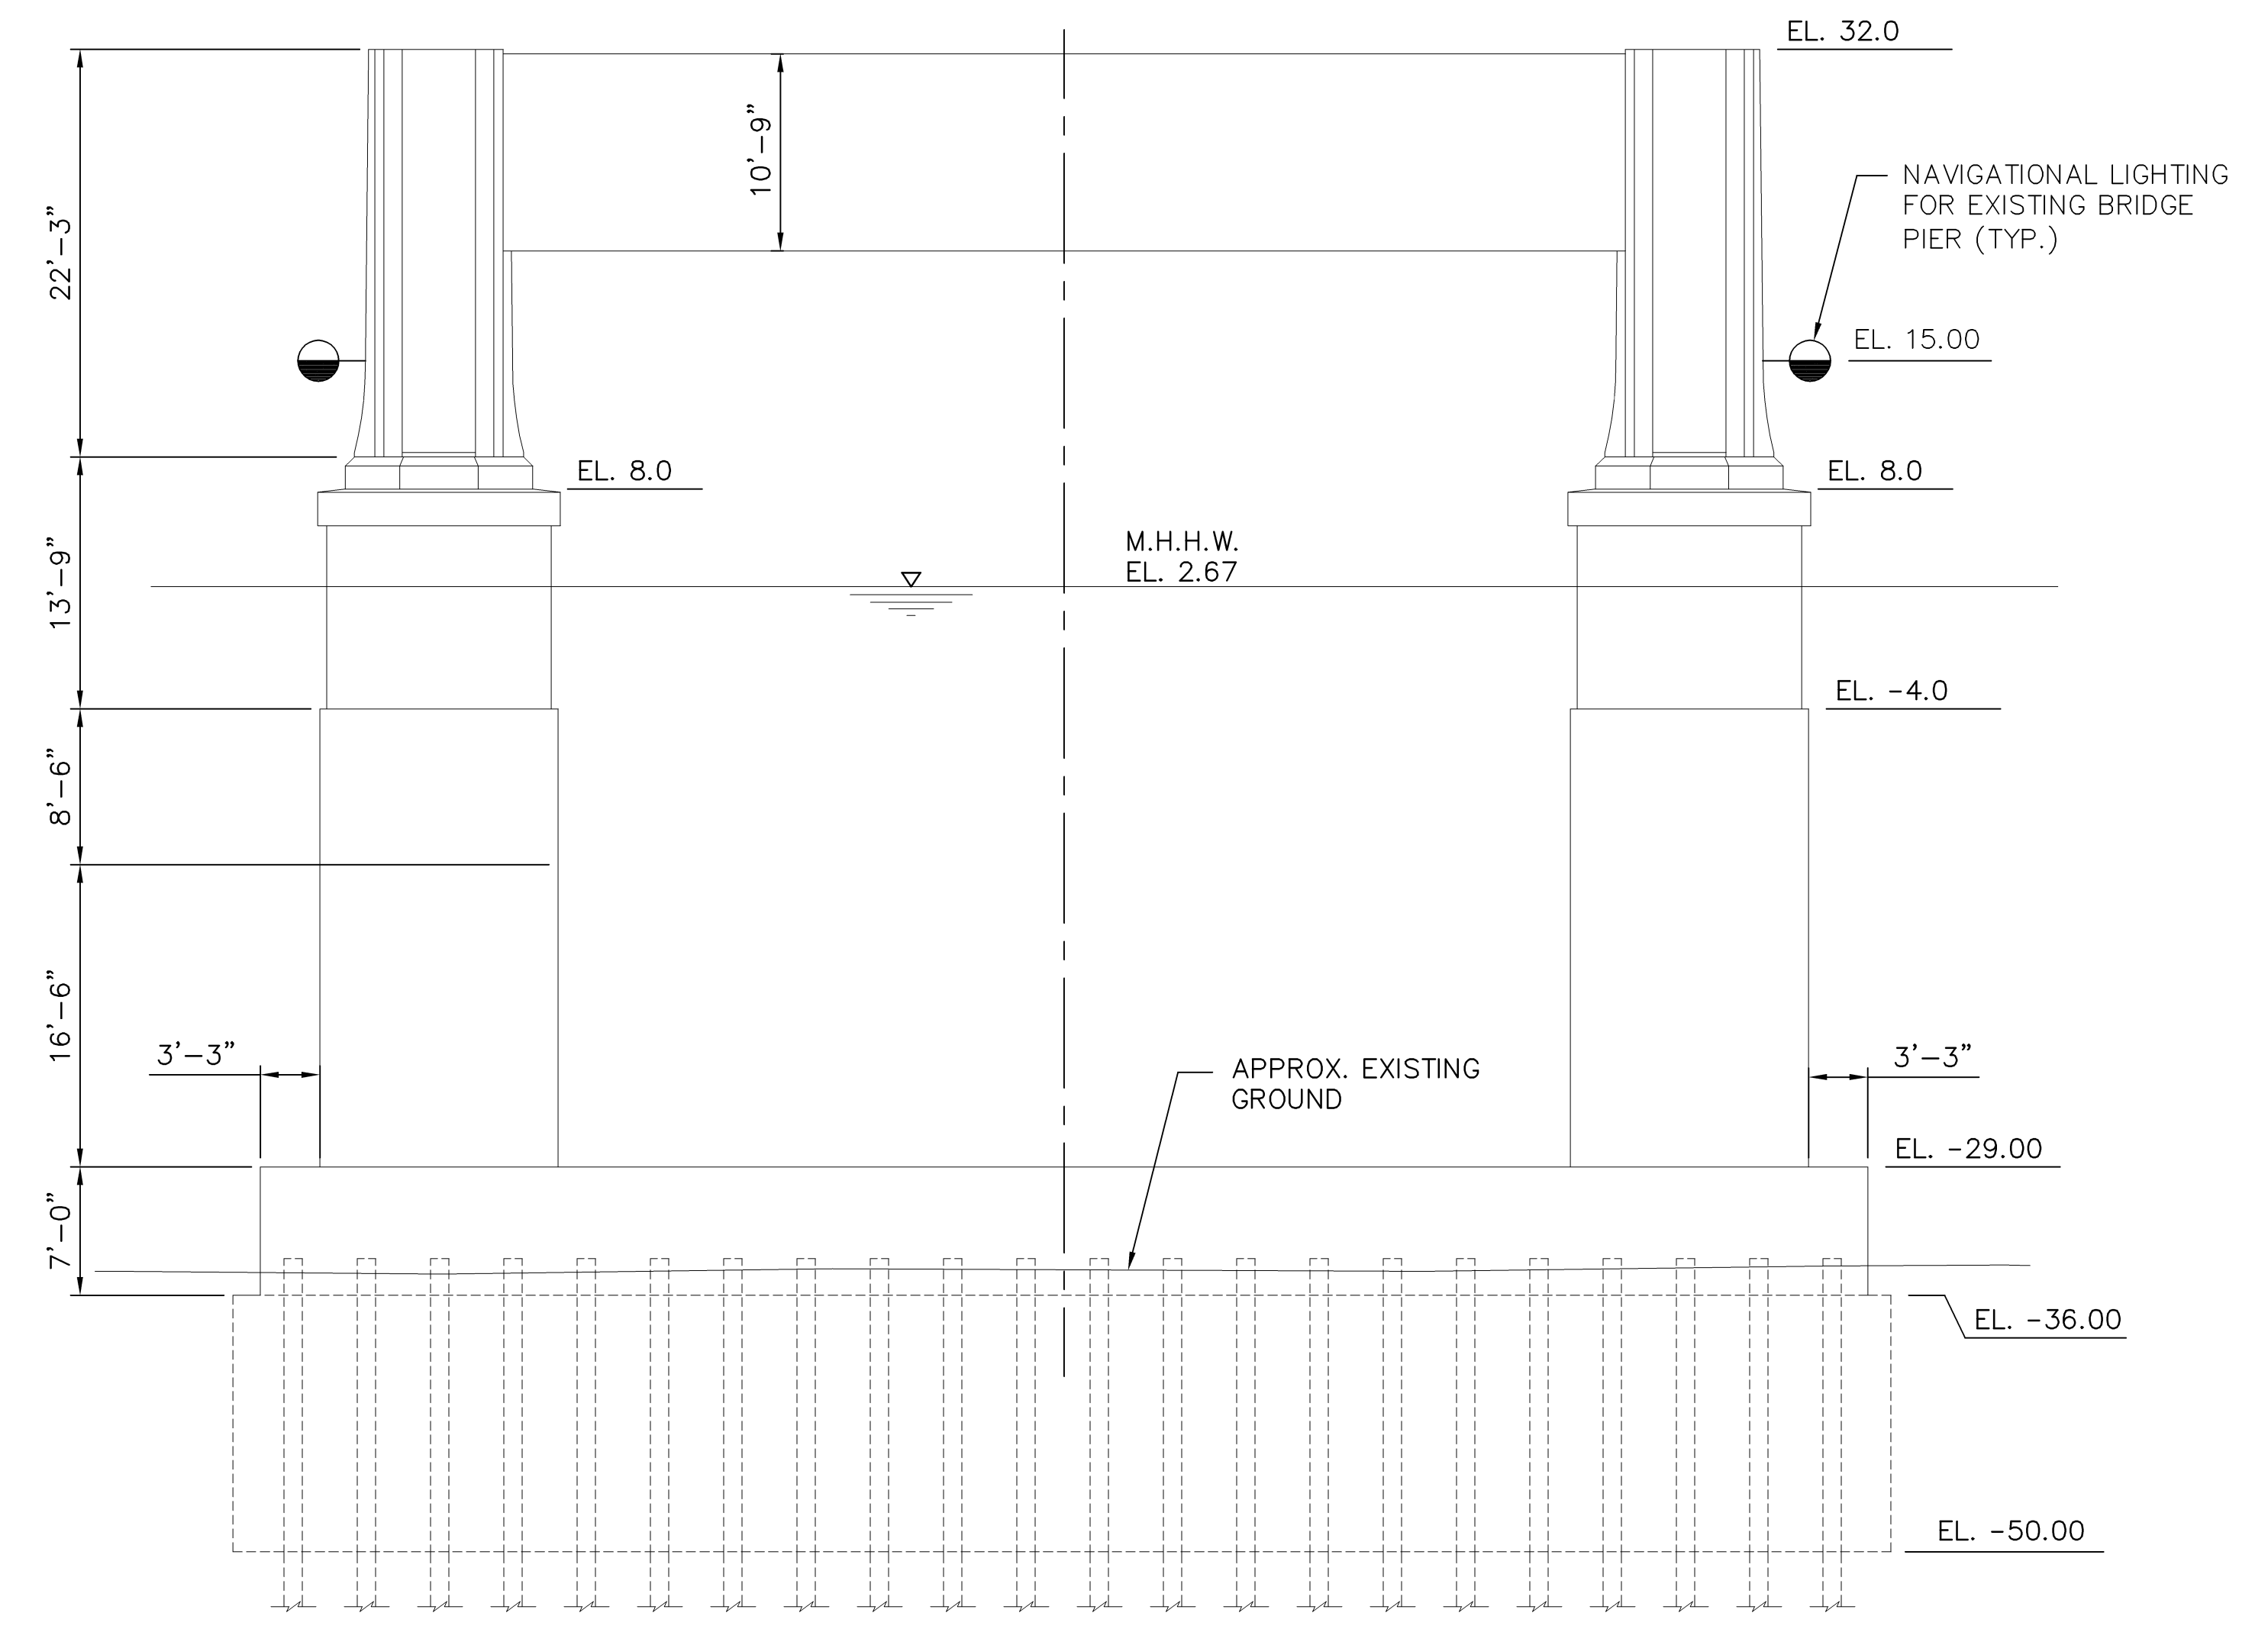 EL. 32.0
10'-9"
NAVIGATIONAL LIGHTING
FOR EXISTING BRIDGE
PIER (TYP.)
22'-3"
EL. 15.00
EL. 8.0
EL. 8.0
M.H.H.W.
EL. 2.67
13'-9"
EL. -4.0
8'-6"
16'-6"
3'-3"
3'-3"
APPROX. EXISTING
GROUND
EL. -29.00
7'-0"
EL. -36.00
EL. -50.00